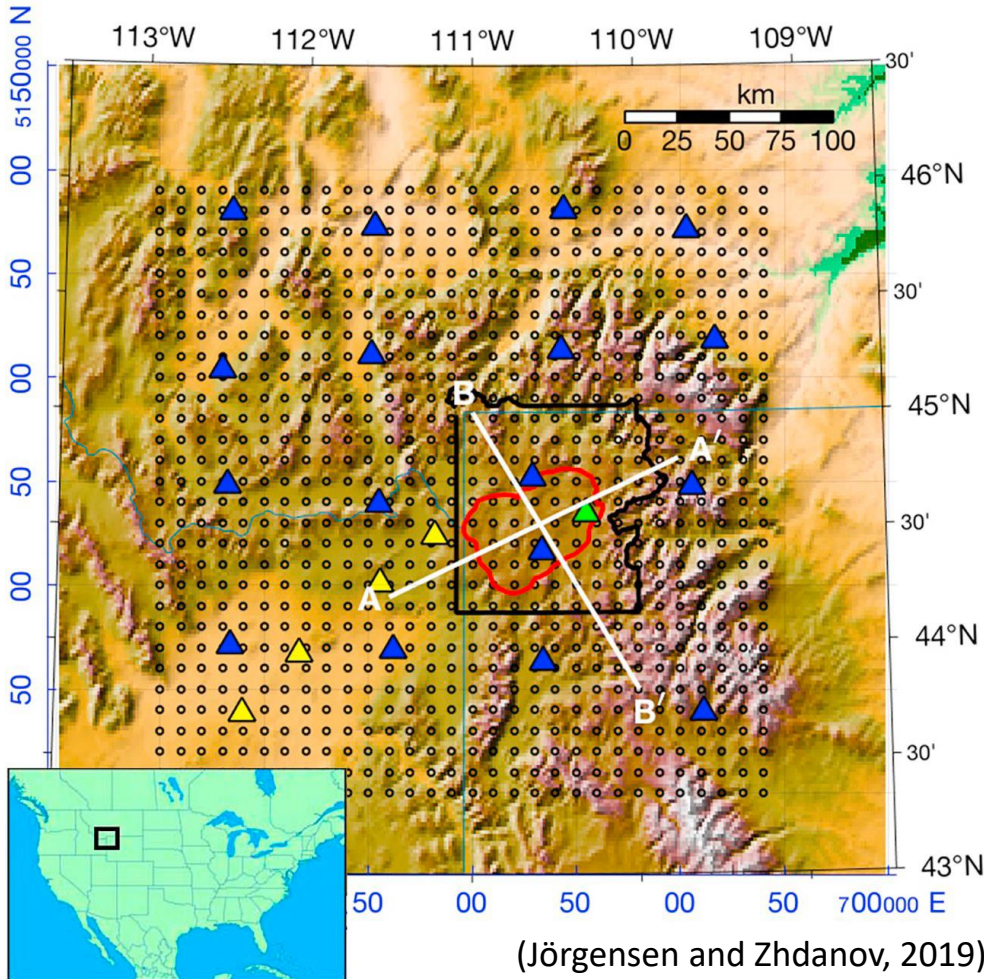 113°W 112°W 111°W 110°W 109°W
30'
km
0 25 50 75 100
46°N
30'
45°N
30'
44°N
30'
43°N
5150000 N
00
50
00
50
00
50
B
A'
A
B'
50 00 50 00 700000 E
(Jörgensen and Zhdanov, 2019)